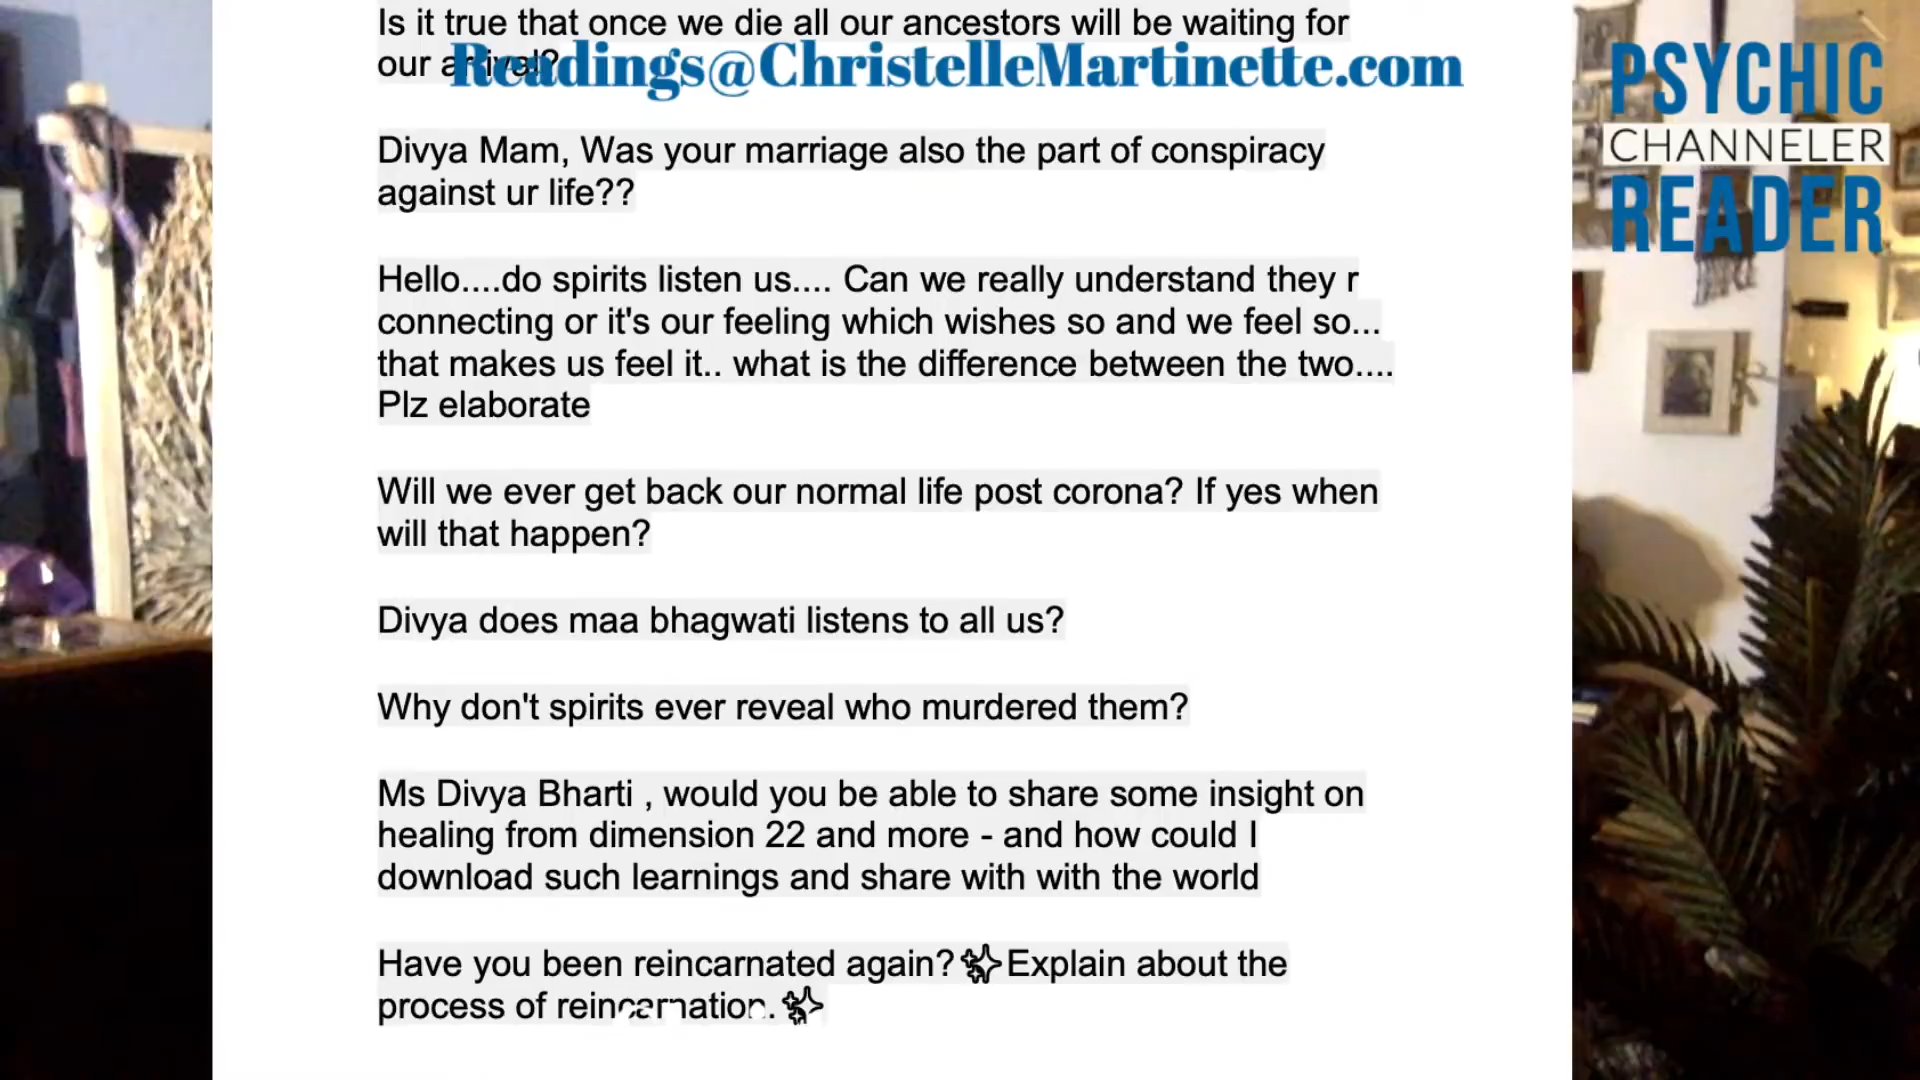 Is it true that once we die all our ancestors will be waiting for
our arrival?
Readings@ChristelleMartinette.com
PSYCHIC
CHANNELER
READER
Divya Mam, Was your marriage also the part of conspiracy
against ur life??
Hello....do spirits listen us.... Can we really understand they r
connecting or it's our feeling which wishes so and we feel so...
that makes us feel it.. what is the difference between the two....
Plz elaborate
Will we ever get back our normal life post corona? If yes when
will that happen?
Divya does maa bhagwati listens to all us?
Why don't spirits ever reveal who murdered them?
Ms Divya Bharti , would you be able to share some insight on
healing from dimension 22 and more - and how could I
download such learnings and share with with the world
Have you been reincarnated again?✨Explain about the
process of reincarnation.✨